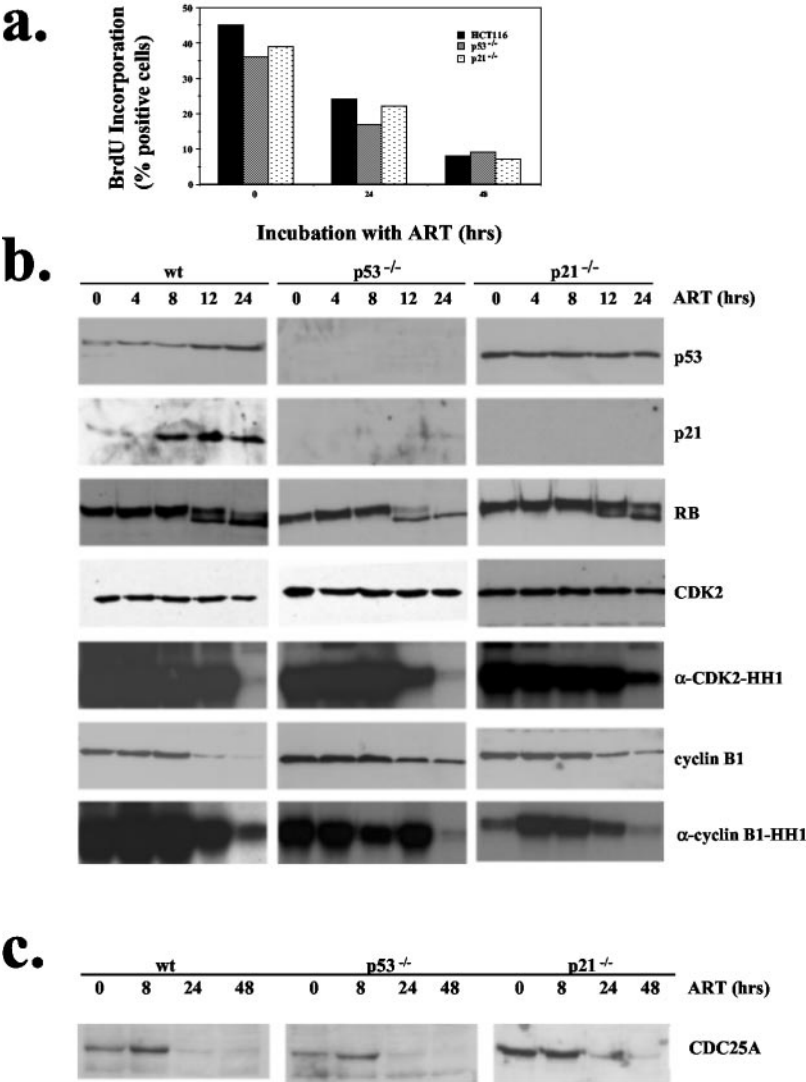 a.
BrdU Incorporation
(% positive cells)
50
40
30
20
10
0
HCT116
p53-/-
p21-/-
0 24 48
Incubation with ART (hrs)
b.
wt p53 -/- p21 -/-
0 4 8 12 24 0 4 8 12 24 0 4 8 12 24 ART (hrs)
p53
p21
RB
CDK2
α-CDK2-HH1
cyclin B1
α-cyclin B1-HH1
c.
wt p53 -/- p21 -/-
0 8 24 48 0 8 24 48 0 8 24 48 ART (hrs)
CDC25A